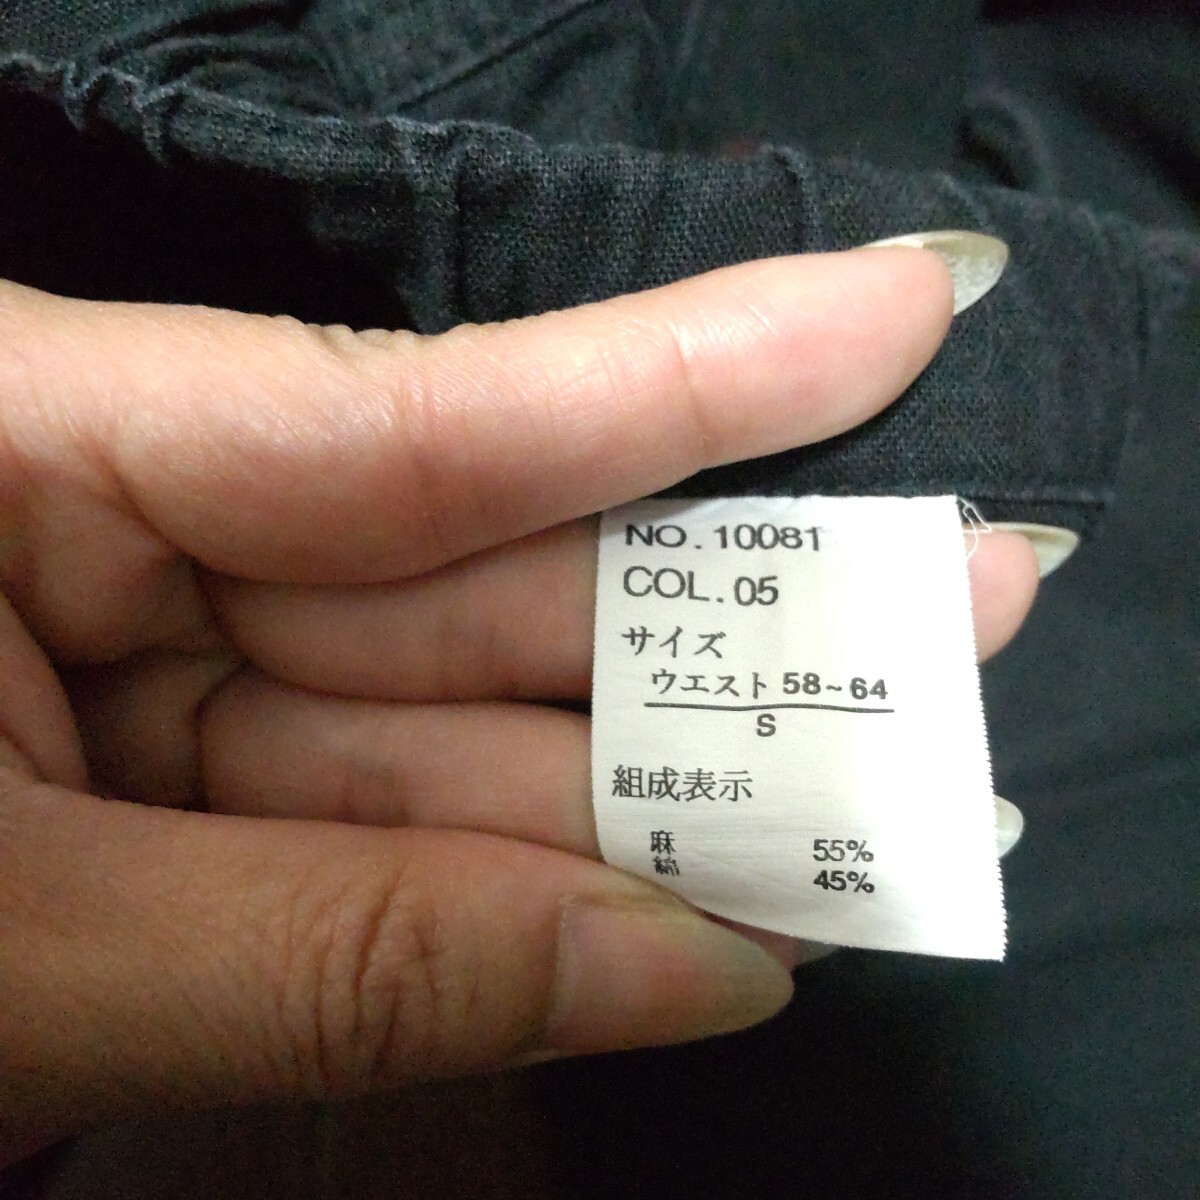 NO.10081
COL.05
サイズ
ウエスト 58~64
S
組成表示
麻 55%
綿 45%